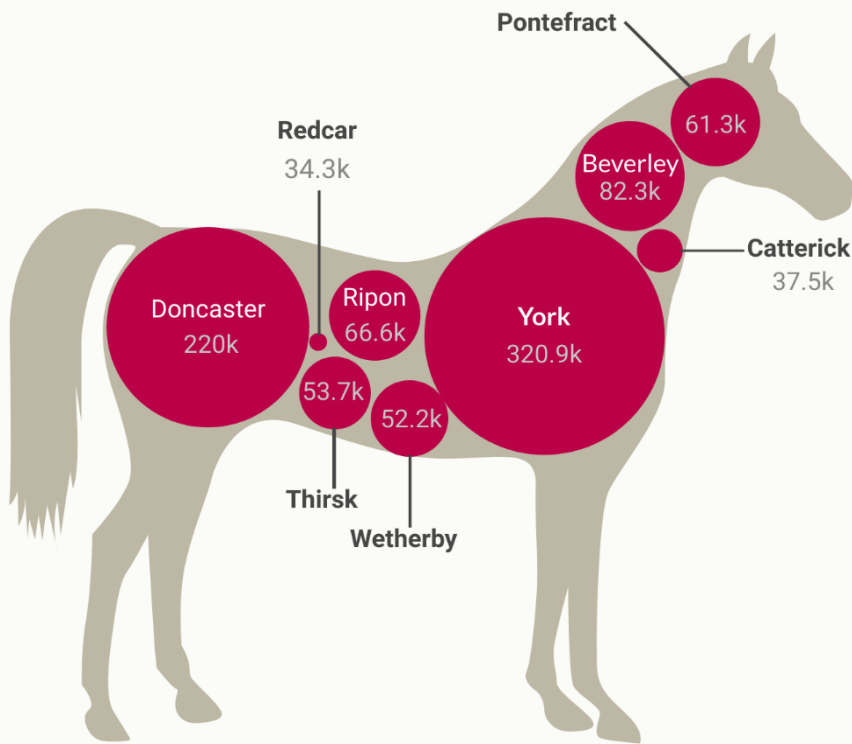 Pontefract
61.3k
Redcar
34.3k
Beverley
82.3k
Catterick
37.5k
Doncaster
220k
Ripon
66.6k
York
320.9k
53.7k
Thirsk
52.2k
Wetherby